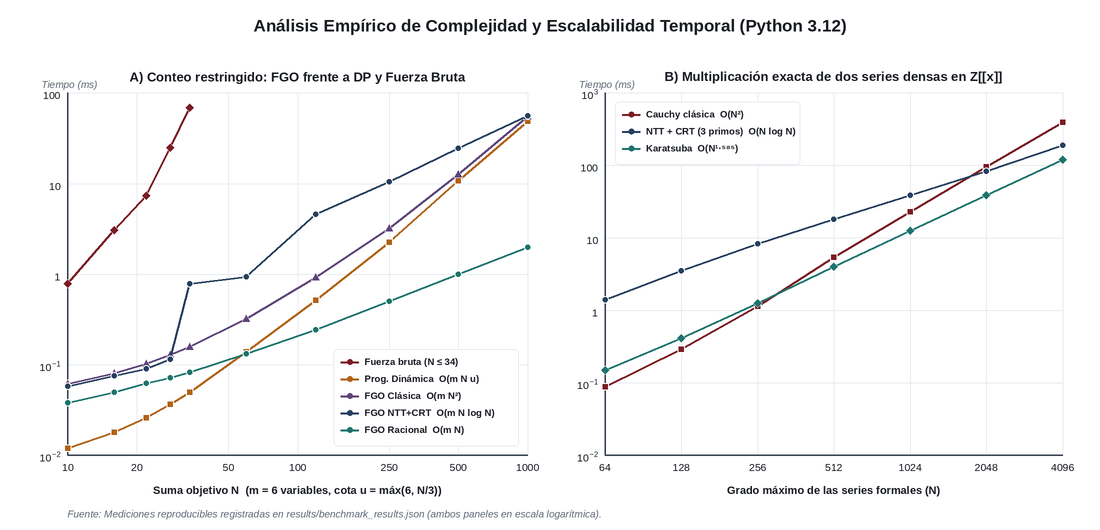 Análisis Empírico de Complejidad y Escalabilidad Temporal (Python 3.12)
A) Conteo restringido: FGO frente a DP y Fuerza Bruta
Tiempo (ms)
100
10
1
10⁻¹
10⁻²
10 20 50 100 250 500 1000
Fuerza bruta (N ≤ 34)
Prog. Dinámica O(m N u)
FGO Clásica O(m N²)
FGO NTT+CRT O(m N log N)
FGO Racional O(m N)
Suma objetivo N (m = 6 variables, cota u = máx(6, N/3))
B) Multiplicación exacta de dos series densas en Z[[x]]
Tiempo (ms)
10³
100
10
1
10⁻¹
10⁻²
64 128 256 512 1024 2048 4096
Cauchy clásica O(N²)
NTT + CRT (3 primos) O(N log N)
Karatsuba O(N¹·⁵⁸⁵)
Grado máximo de las series formales (N)
Fuente: Mediciones reproducibles registradas en results/benchmark_results.json (ambos paneles en escala logarítmica).